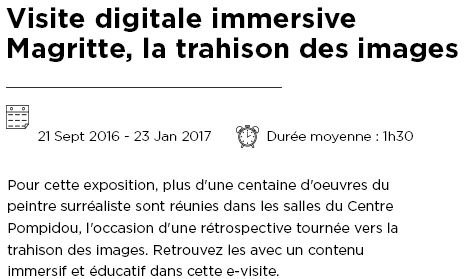 Visite digitale immersive
Magritte, la trahison des images
21 Sept 2016 - 23 Jan 2017 Durée moyenne : 1h30
Pour cette exposition, plus d'une centaine d'oeuvres du
peintre surréaliste sont réunies dans les salles du Centre
Pompidou, l'occasion d'une rétrospective tournée vers la
trahison des images. Retrouvez les avec un contenu
immersif et éducatif dans cette e-visite.